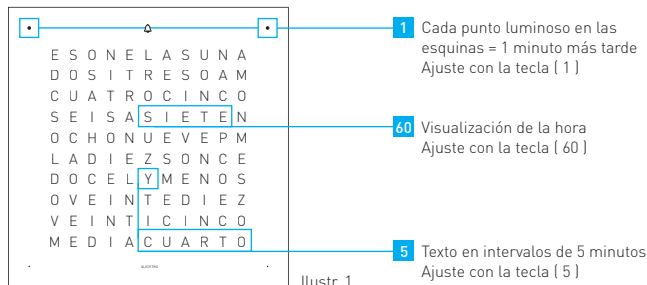 E S O N E L A S U N A
D O S I T R E S O A M
C U A T R O C I N C O
S E I S A S I E T E N
O C H O N U E V E P M
L A D I E Z S O N C E
D O C E L Y M E N O S
O V E I N T E D I E Z
V E I N T I C I N C O
M E D I A C U A R T O
Ilustr. 1
1 Cada punto luminoso en las
esquinas = 1 minuto más tarde
Ajuste con la tecla ( 1 )
60 Visualización de la hora
Ajuste con la tecla ( 60 )
5 Texto en intervalos de 5 minutos
Ajuste con la tecla ( 5 )